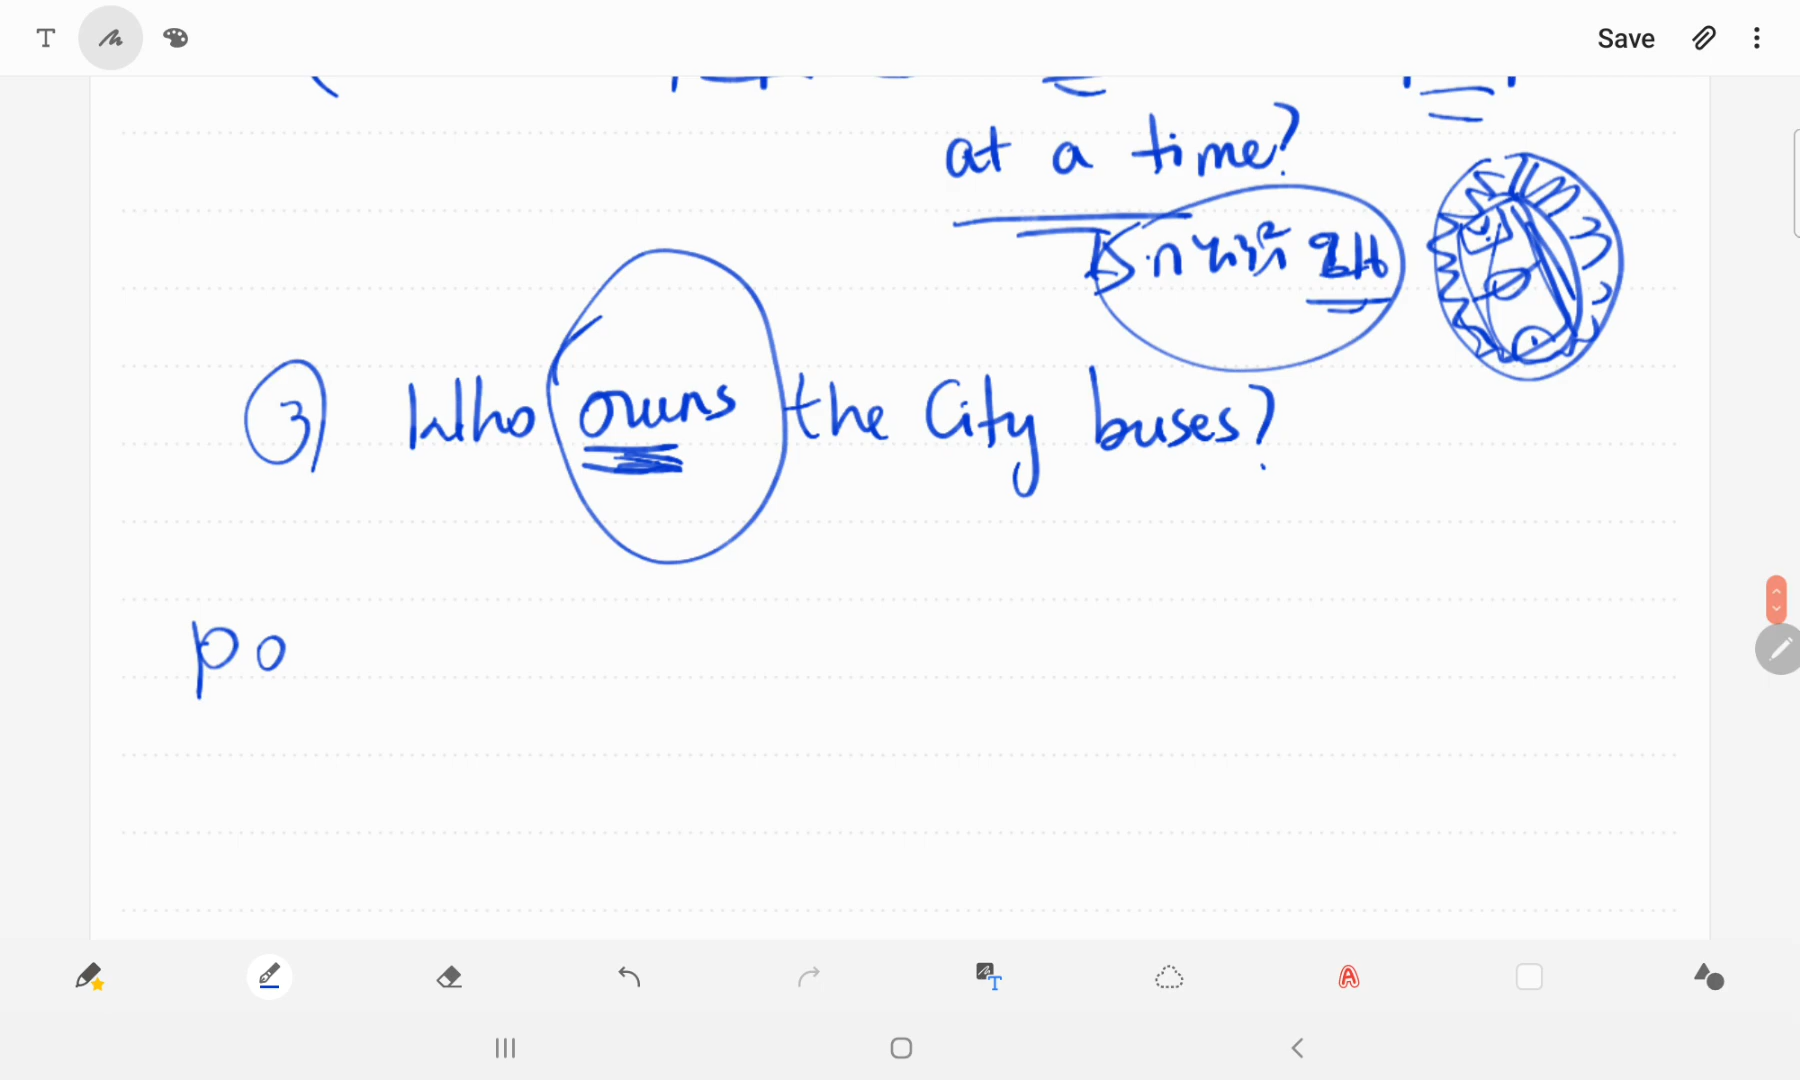 Save
at a time?
3) Who owns the City buses?
po